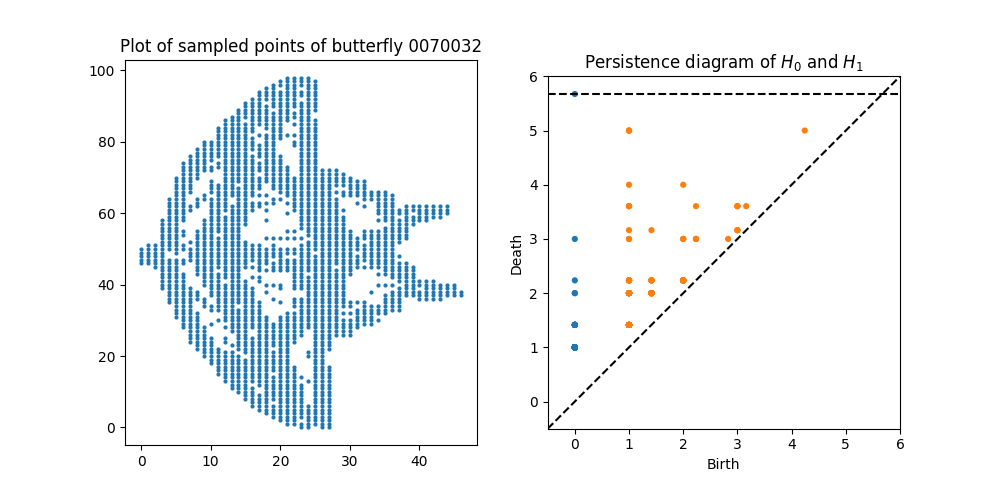 Plot of sampled points of butterfly 0070032
100
80
60
40
20
0
0 10 20 30 40
Persistence diagram of H₀ and H₁
6
5
4
3
2
1
0
Death
0 1 2 3 4 5 6
Birth